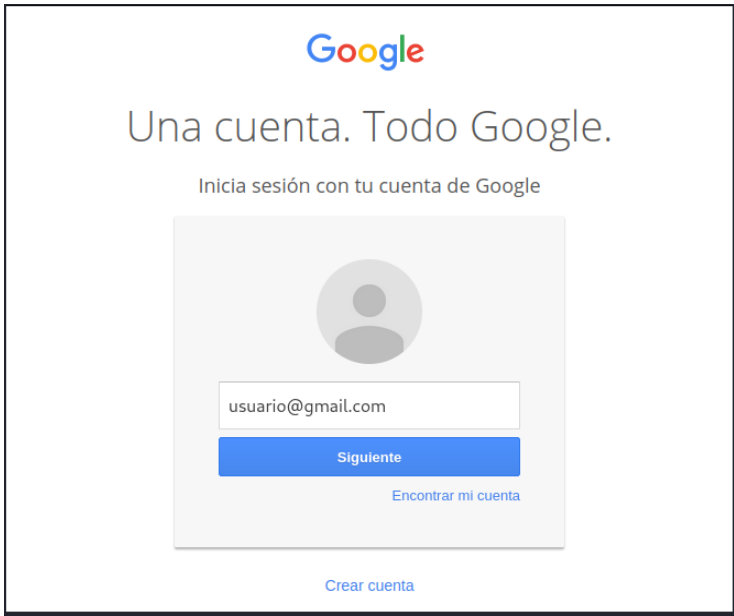 Google
Una cuenta. Todo Google.
Inicia sesión con tu cuenta de Google
usuario@gmail.com
Siguiente
Encontrar mi cuenta
Crear cuenta